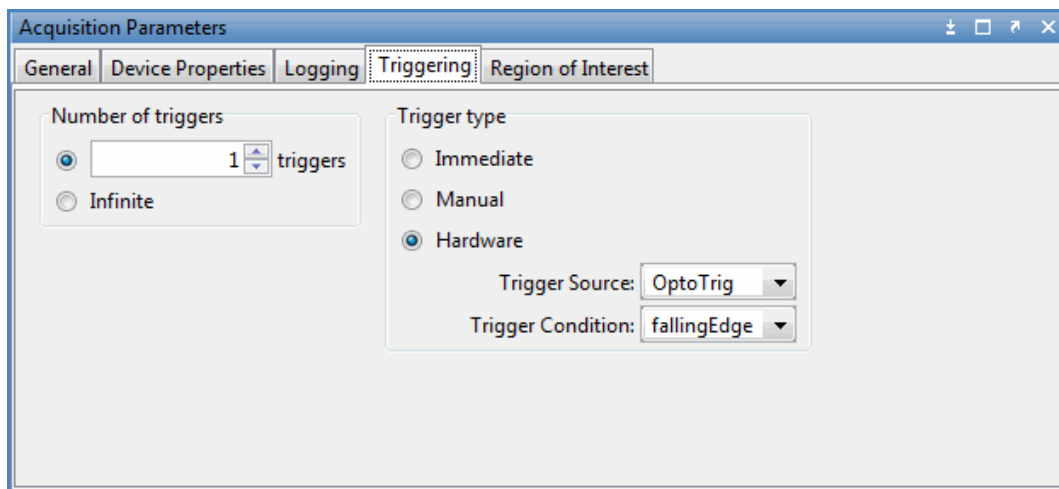 Acquisition Parameters
General Device Properties Logging Triggering Region of Interest
Number of triggers
1 triggers
Infinite
Trigger type
Immediate
Manual
Hardware
Trigger Source: OptoTrig
Trigger Condition: fallingEdge